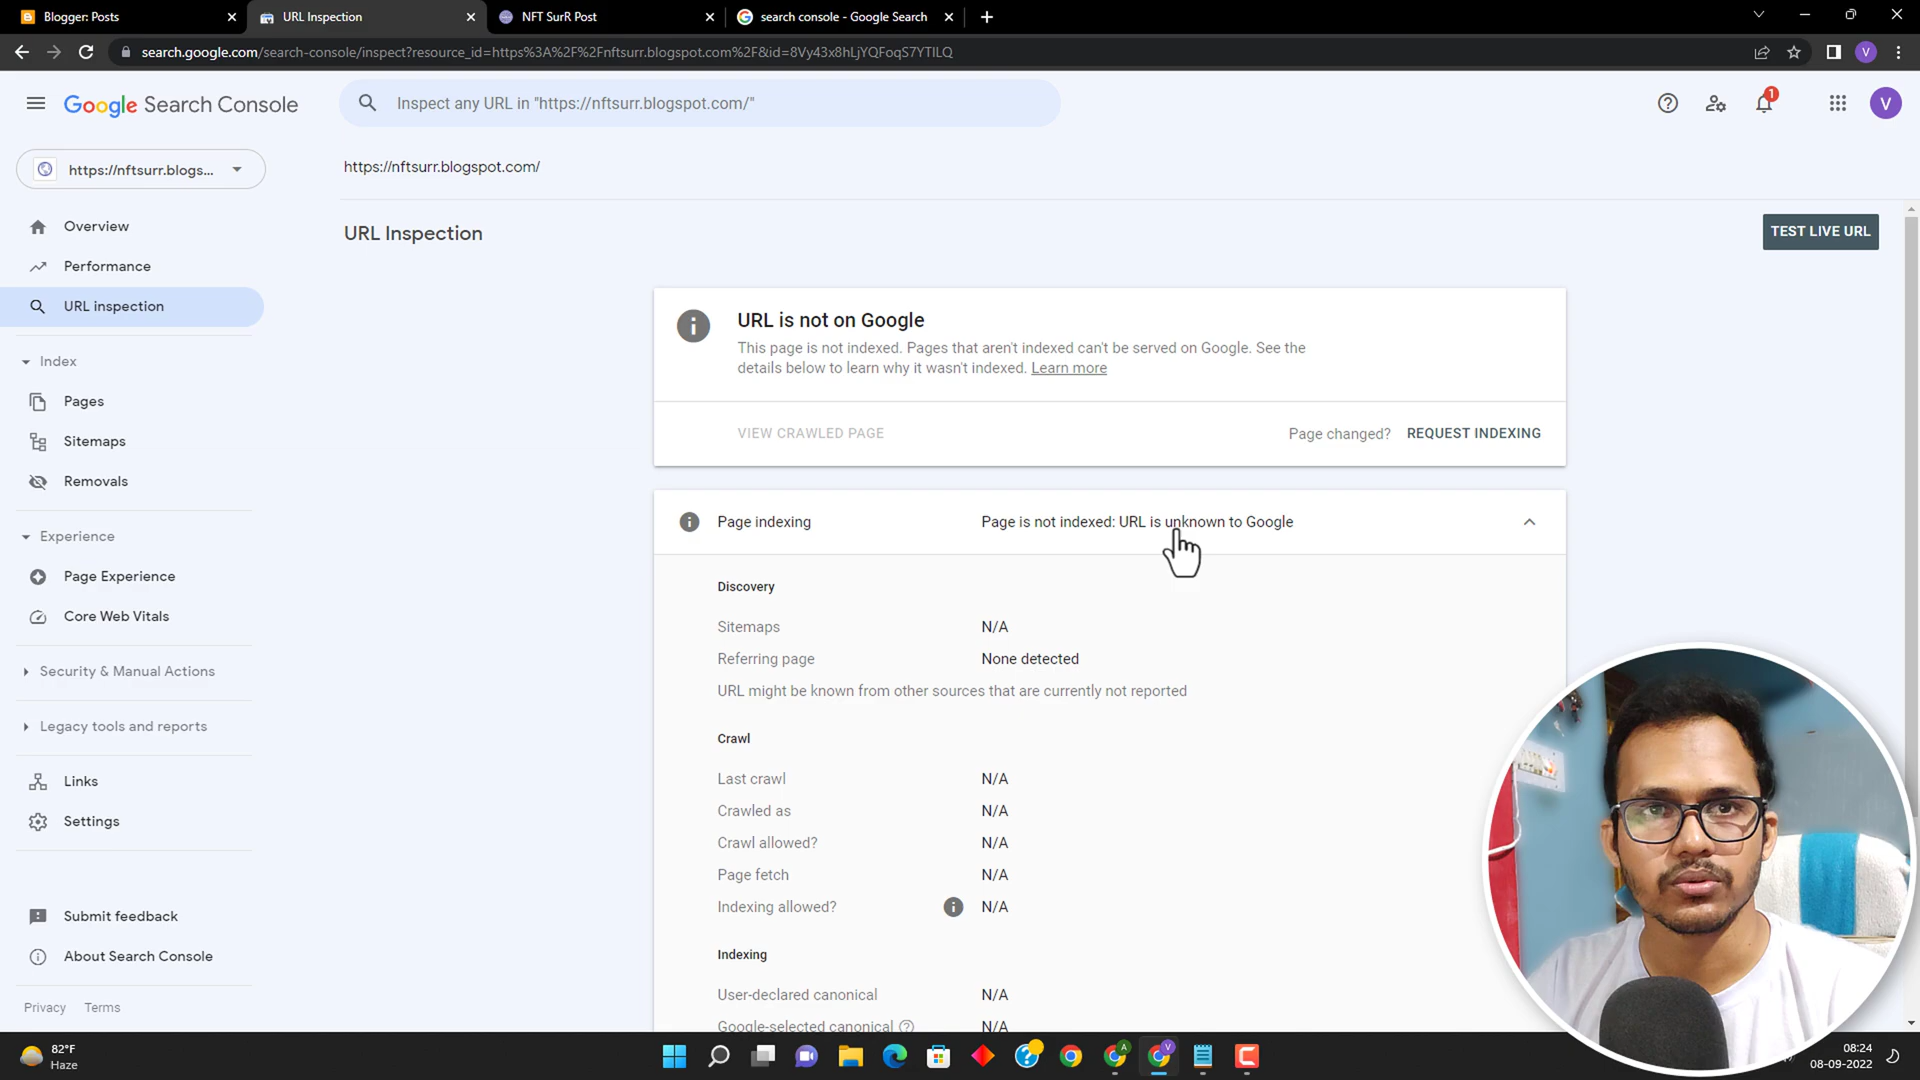 Blogger: Posts
URL Inspection
NFT SurR Post
search console - Google Search
search.google.com/search-console/inspect?resource_id=https%3A%2F%2Fnftsurr.blogspot.com%2F&id=8Vy43x8hLjYQFoqS7YTlLQ
V
Google Search Console
Inspect any URL in "https://nftsurr.blogspot.com/"
1
V
https://nftsurr.blogs...
https://nftsurr.blogspot.com/
Overview
URL Inspection
TEST LIVE URL
Performance
URL inspection
URL is not on Google
This page is not indexed. Pages that aren't indexed can't be served on Google. See the
details below to learn why it wasn't indexed. Learn more
Index
Pages
VIEW CRAWLED PAGE
Page changed?
REQUEST INDEXING
Sitemaps
Removals
Page indexing
Page is not indexed: URL is unknown to Google
Experience
Page Experience
Discovery
Core Web Vitals
Sitemaps
N/A
Referring page
None detected
Security & Manual Actions
URL might be known from other sources that are currently not reported
Legacy tools and reports
Crawl
Links
Last crawl
N/A
Settings
Crawled as
N/A
Crawl allowed?
N/A
Page fetch
N/A
Submit feedback
Indexing allowed?
N/A
About Search Console
Indexing
User-declared canonical
N/A
Privacy
Terms
Google-selected canonical
N/A
82°F
Haze
A
V
08:24
08-09-2022